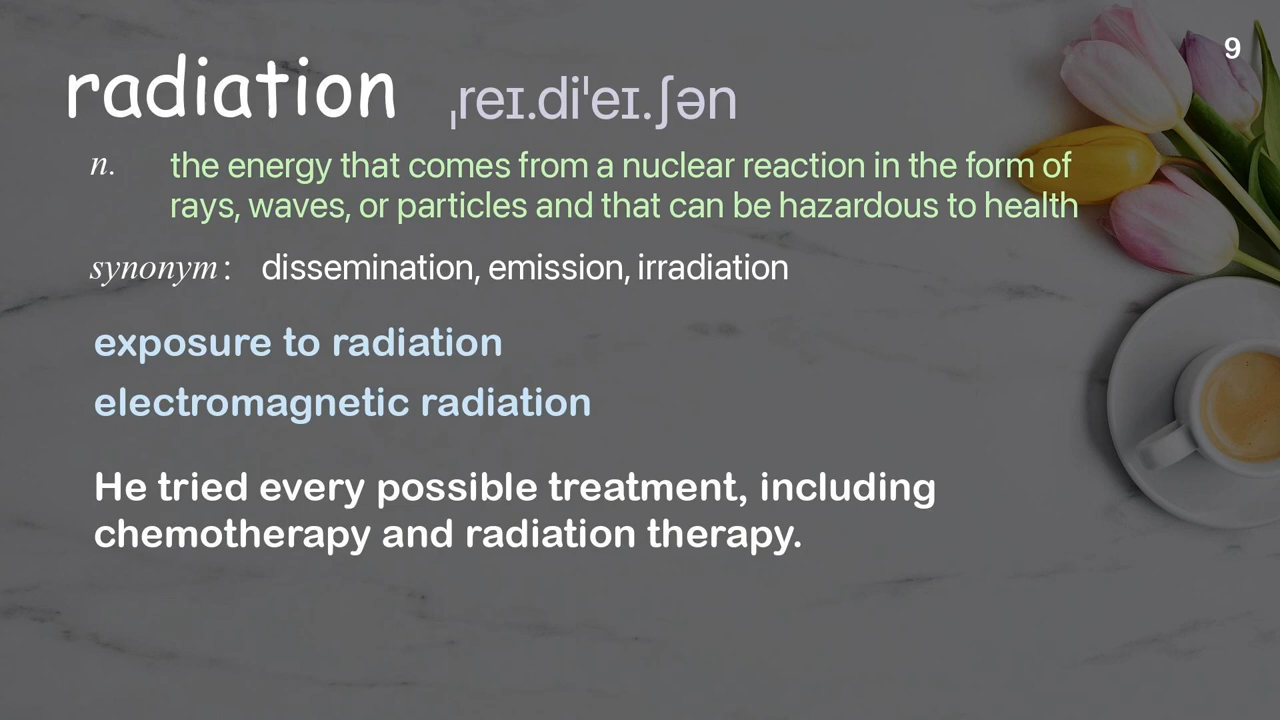 9
radiation ˌreɪ.diˈeɪ.ʃən
n. the energy that comes from a nuclear reaction in the form of
rays, waves, or particles and that can be hazardous to health
synonym: dissemination, emission, irradiation
exposure to radiation
electromagnetic radiation
He tried every possible treatment, including
chemotherapy and radiation therapy.